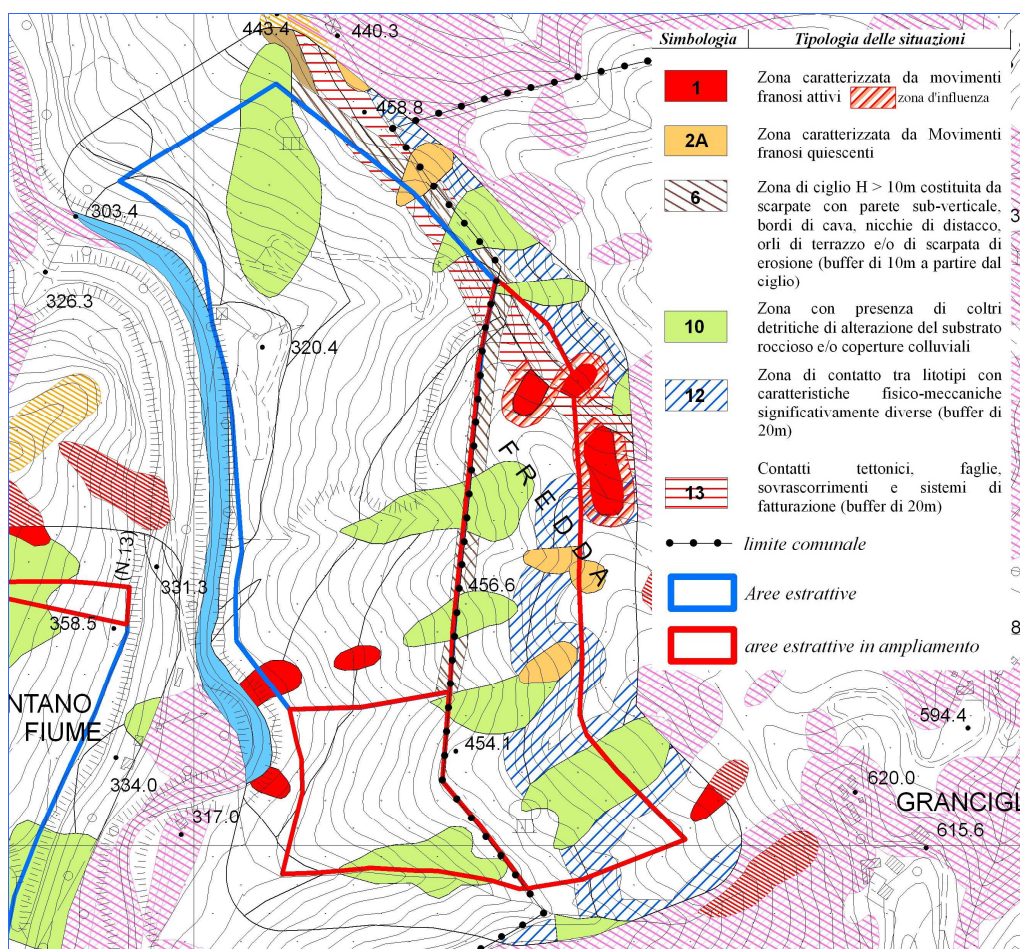 443.4
440.3
458.8
303.4
326.3
320.4
(N.13)
331.3
358.5
456.6
NTANO
FIUME
334.0
317.0
454.1
FREDDA
594.4
620.0
GRANCIGL
615.6
3
8
Simbologia Tipologia delle situazioni
1 Zona caratterizzata da movimenti
franosi attivi zona d'influenza
2A Zona caratterizzata da Movimenti
franosi quiescenti
6 Zona di ciglio H > 10m costituita da
scarpate con parete sub-verticale,
bordi di cava, nicchie di distacco,
orli di terrazzo e/o di scarpata di
erosione (buffer di 10m a partire dal
ciglio)
10 Zona con presenza di coltri
detritiche di alterazione del substrato
roccioso e/o coperture colluviali
12 Zona di contatto tra litotipi con
caratteristiche fisico-meccaniche
significativamente diverse (buffer di
20m)
13 Contatti tettonici, faglie,
sovrascorrimenti e sistemi di
fatturazione (buffer di 20m)
limite comunale
Aree estrattive
aree estrattive in ampliamento